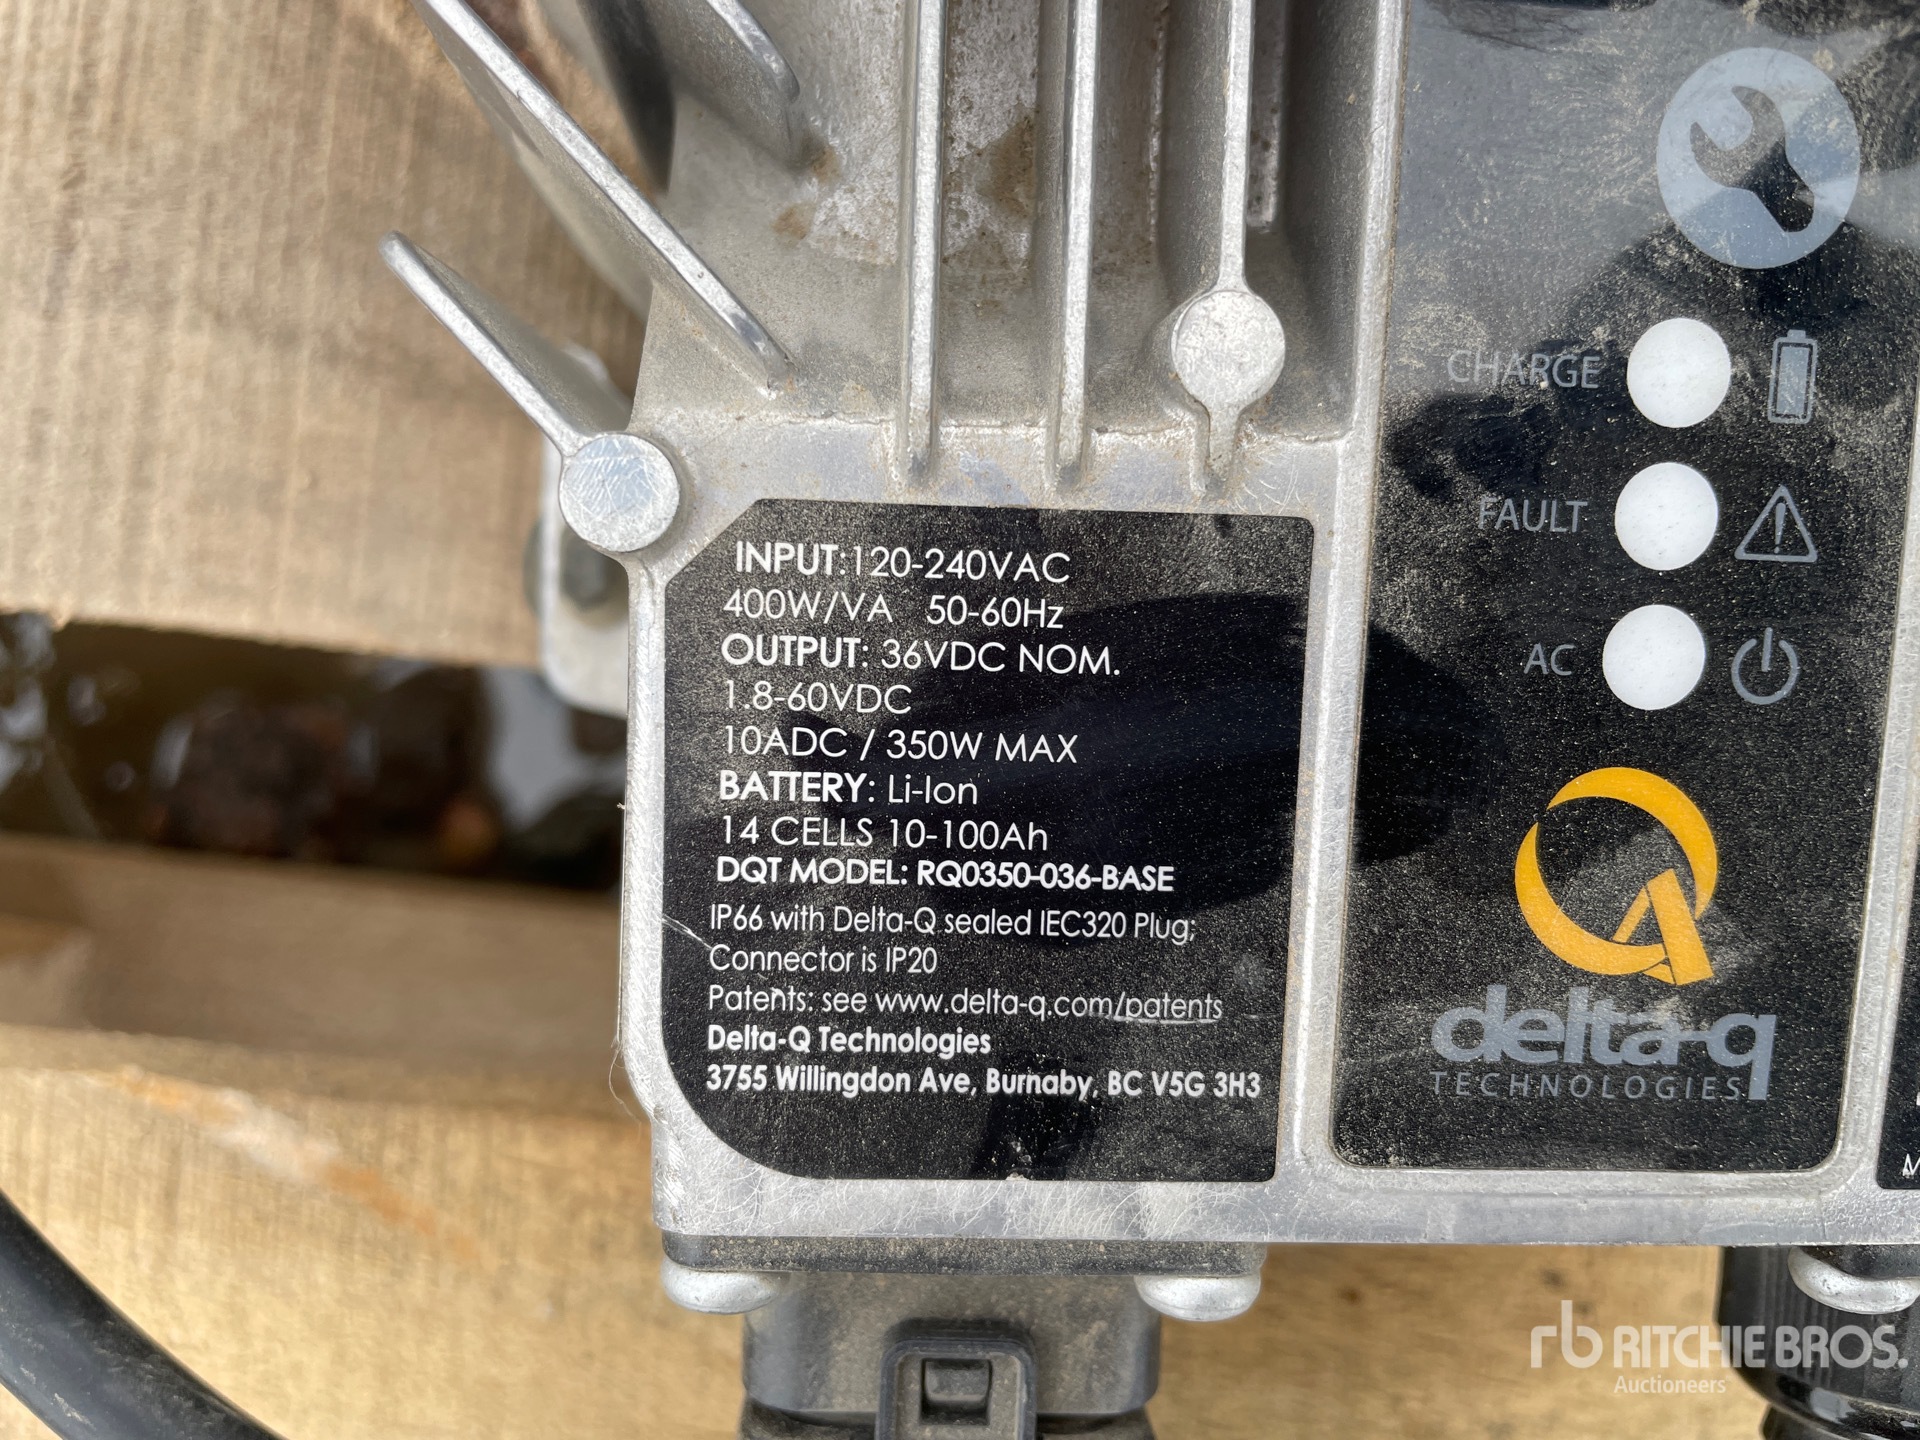 INPUT:120-240VAC
400W/VA 50-60Hz
OUTPUT: 36VDC NOM.
1.8-60VDC
10ADC / 350W MAX
BATTERY: Li-Ion
14 CELLS 10-100Ah
DQT MODEL: RQ0350-036-BASE
IP66 with Delta-Q sealed IEC320 Plug;
Connector is IP20
Patents: see www.delta-q.com/patents
Delta-Q Technologies
3755 Willingdon Ave, Burnaby, BC V5G 3H3
CHARGE
FAULT
AC
delta-q
TECHNOLOGIES
rb RITCHIE BROS.
Auctioneers